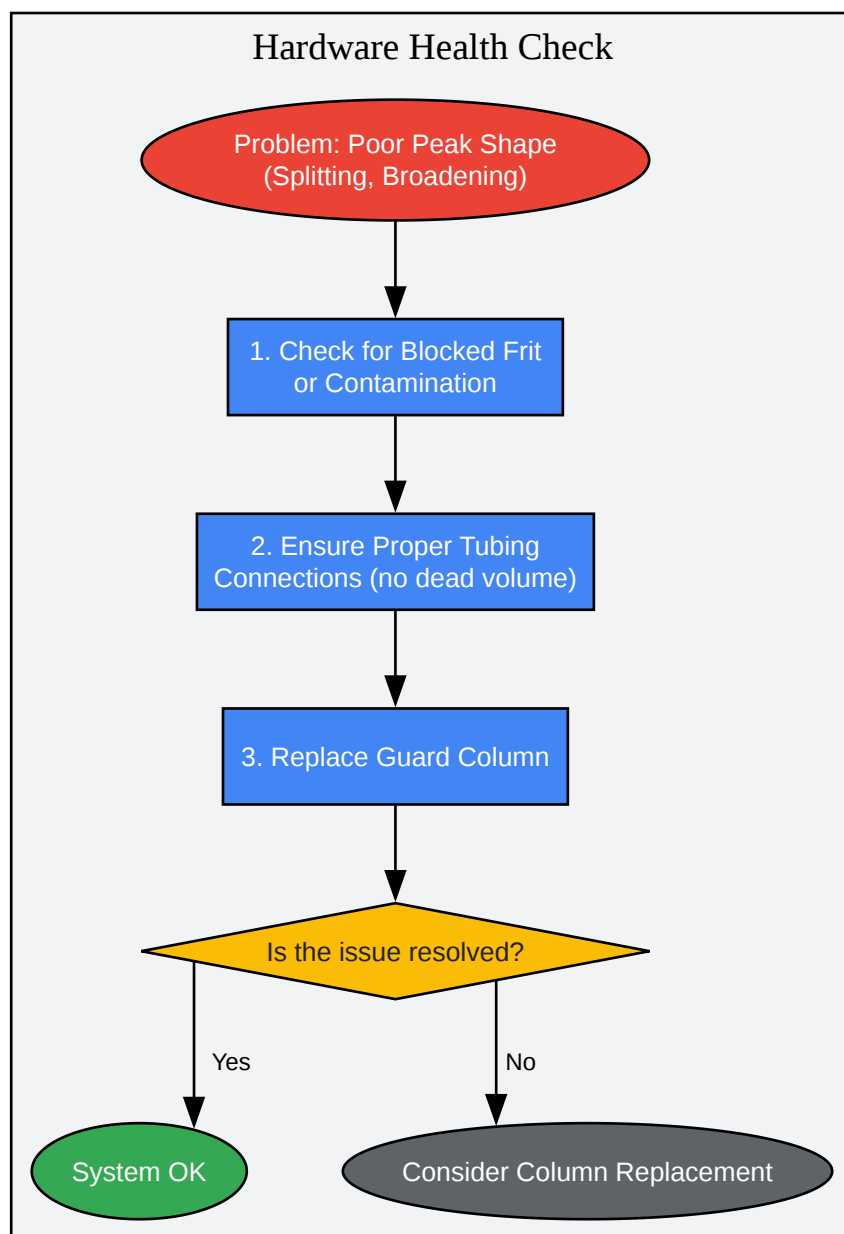 Hardware Health Check
Problem: Poor Peak Shape
(Splitting, Broadening)
1. Check for Blocked Frit
or Contamination
2. Ensure Proper Tubing
Connections (no dead volume)
3. Replace Guard Column
Is the issue resolved?
Yes
No
System OK
Consider Column Replacement